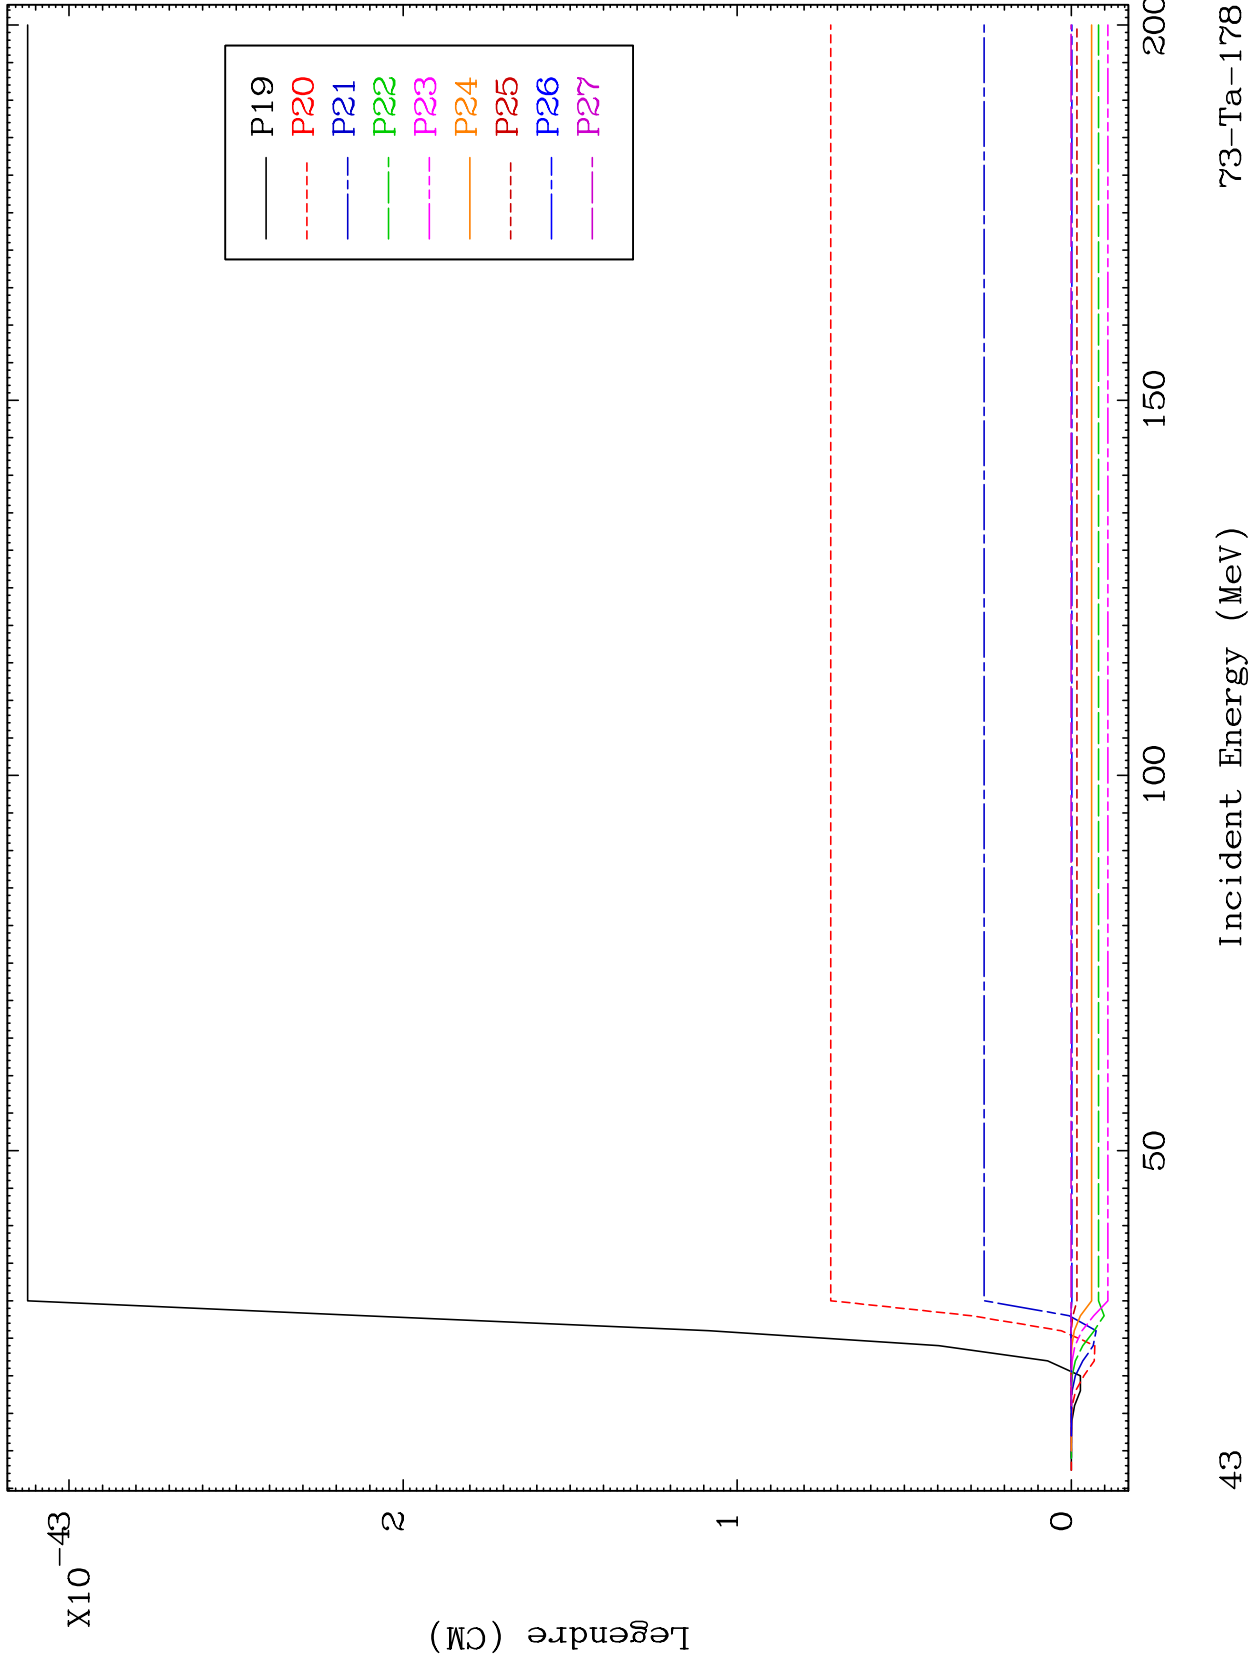 X10−43
2
1
0
Legendre (CM)
P19
P20
P21
P22
P23
P24
P25
P26
P27
50
100
150
200
Incident Energy (MeV)
43
73−Ta−178